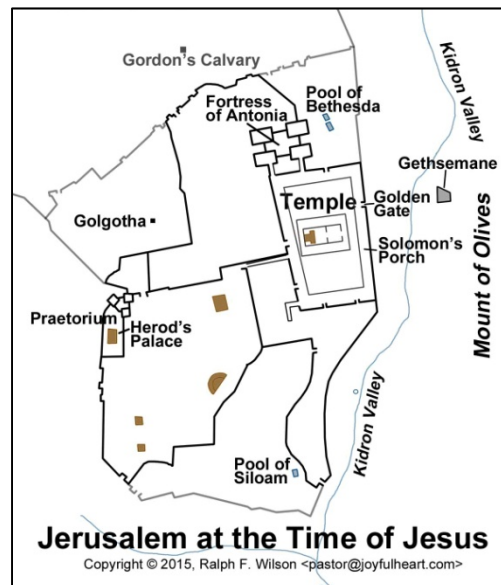 Gordon's Calvary
Kidron Valley
Fortress
of Antonia
Pool of
Bethesda
Gethsemane
Golgotha
Temple
Golden
Gate
Solomon's
Porch
Mount of Olives
Praetorium
Herod's
Palace
Kidron Valley
Pool of
Siloam
Jerusalem at the Time of Jesus
Copyright © 2015, Ralph F. Wilson <pastor@joyfulheart.com>